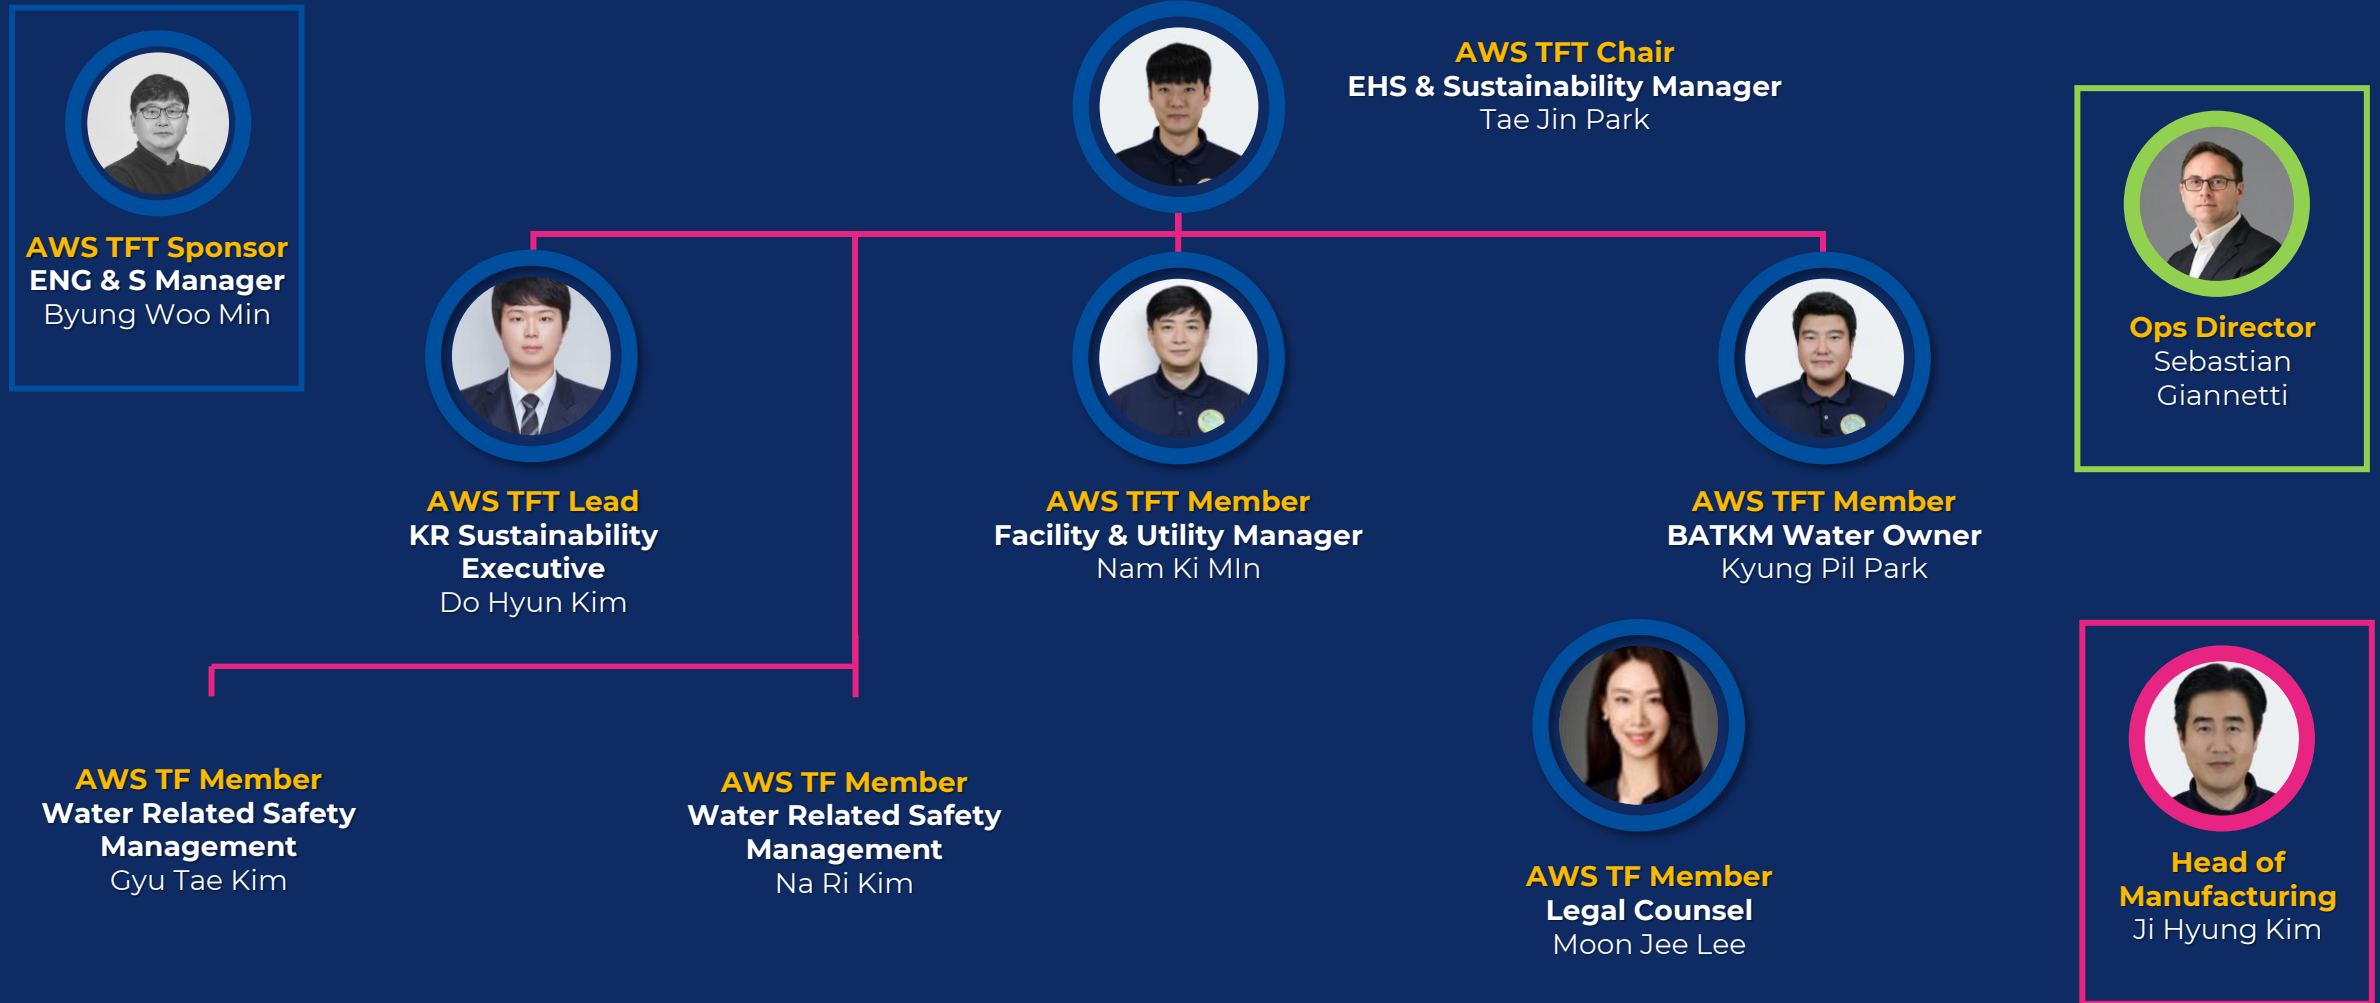 AWS TFT Sponsor
ENG & S Manager
Byung Woo Min
AWS TFT Chair
EHS & Sustainability Manager
Tae Jin Park
Ops Director
Sebastian
Giannetti
AWS TFT Lead
KR Sustainability
Executive
Do Hyun Kim
AWS TFT Member
Facility & Utility Manager
Nam Ki MIn
AWS TFT Member
BATKM Water Owner
Kyung Pil Park
AWS TF Member
Water Related Safety
Management
Gyu Tae Kim
AWS TF Member
Water Related Safety
Management
Na Ri Kim
AWS TF Member
Legal Counsel
Moon Jee Lee
Head of
Manufacturing
Ji Hyung Kim